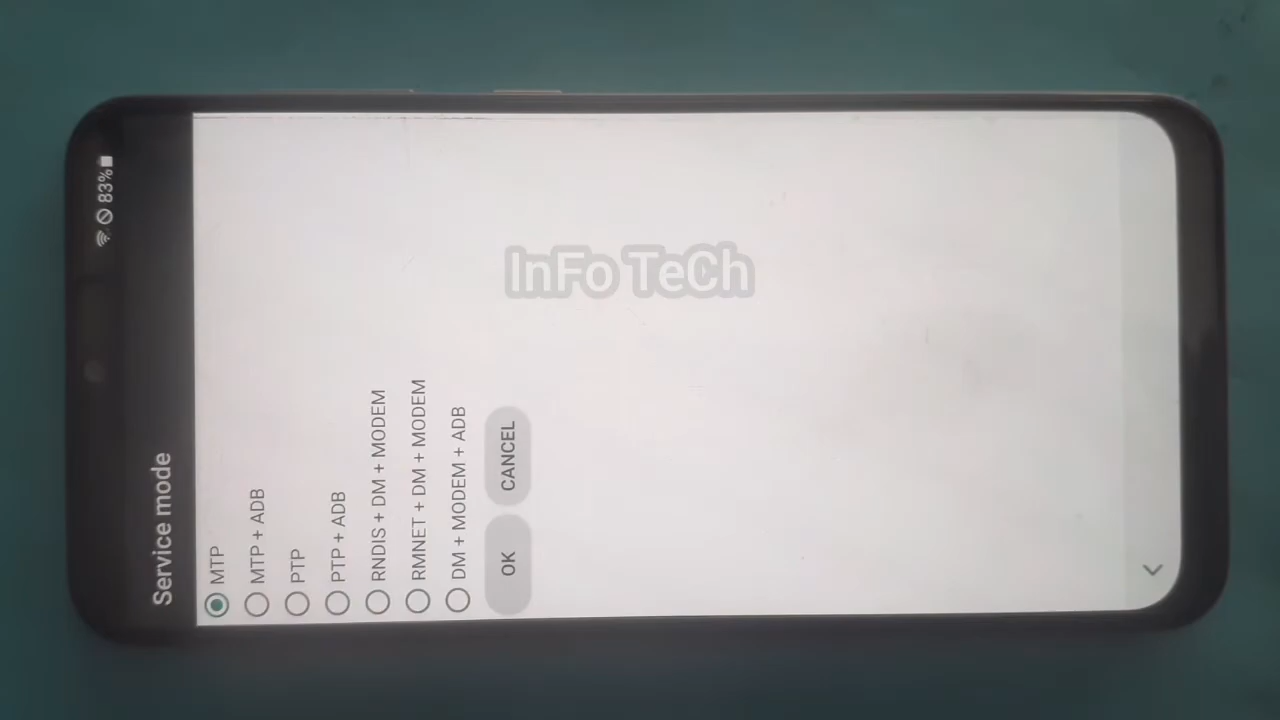 83%
Service mode
MTP
MTP + ADB
PTP
PTP + ADB
RNDIS + DM + MODEM
RMNET + DM + MODEM
DM + MODEM + ADB
OK CANCEL
InFo TeCh